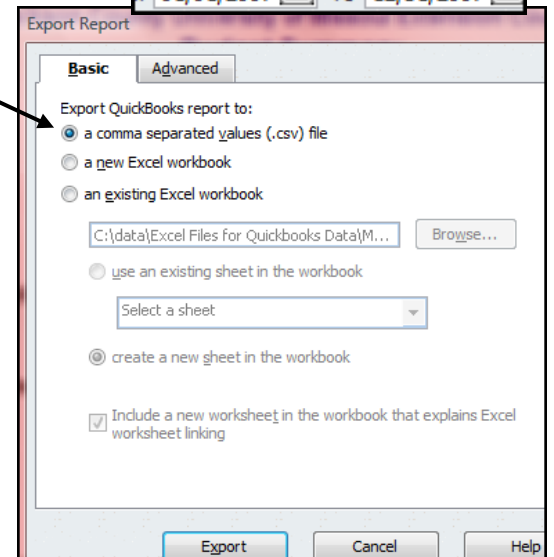 Export Report
Basic Advanced
Export QuickBooks report to:
a comma separated values (.csv) file
a new Excel workbook
an existing Excel workbook
C:\data\Excel Files for Quickbooks Data\M... Browse...
use an existing sheet in the workbook
Select a sheet
create a new sheet in the workbook
Include a new worksheet in the workbook that explains Excel
worksheet linking
Export Cancel Help